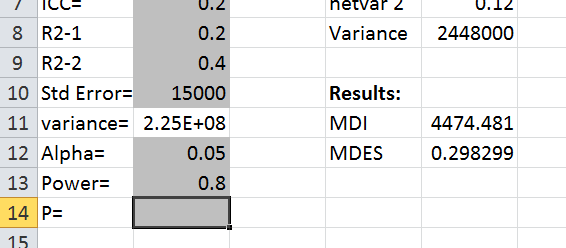 7 ICC= 0.2 netvar 2 0.12
8 R2-1 0.2 Variance 2448000
9 R2-2 0.4
10 Std Error= 15000 Results:
11 variance= 2.25E+08 MDI 4474.481
12 Alpha= 0.05 MDES 0.298299
13 Power= 0.8
14 P=
15